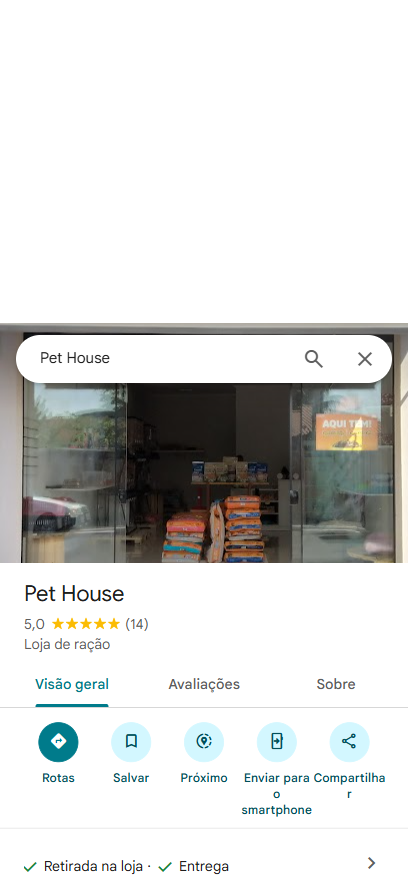 Pet House
AQUI TEM!
Pet House
5,0 (14)
Loja de ração
Visão geral Avaliações Sobre
Rotas Salvar Próximo Enviar para o smartphone Compartilhar
Retirada na loja · Entrega